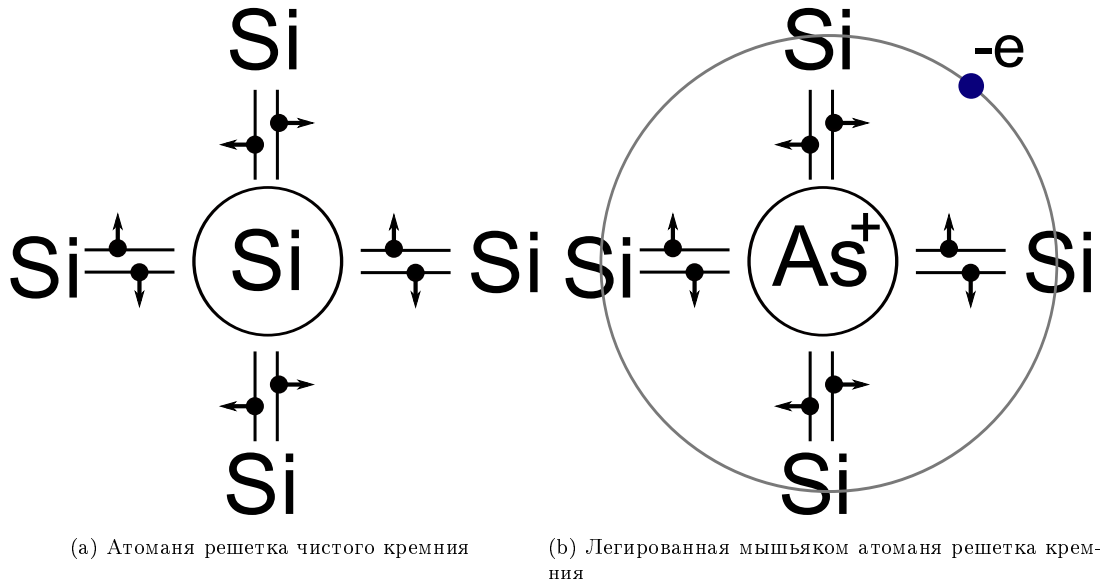 Si
Si
-e
Si
Si
Si
Si
As+
Si
Si
Si
(a) Атоманя решетка чистого кремния
(b) Легированная мышьяком атоманя решетка крем-
ния